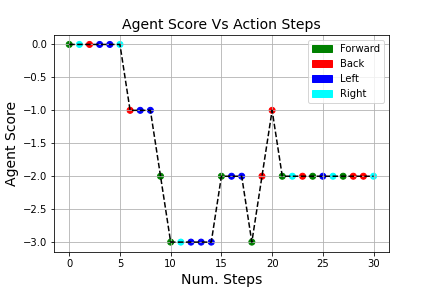 Agent Score Vs Action Steps
0.0
−0.5
−1.0
−1.5
−2.0
−2.5
−3.0
Agent Score
Forward
Back
Left
Right
0 5 10 15 20 25 30
Num. Steps